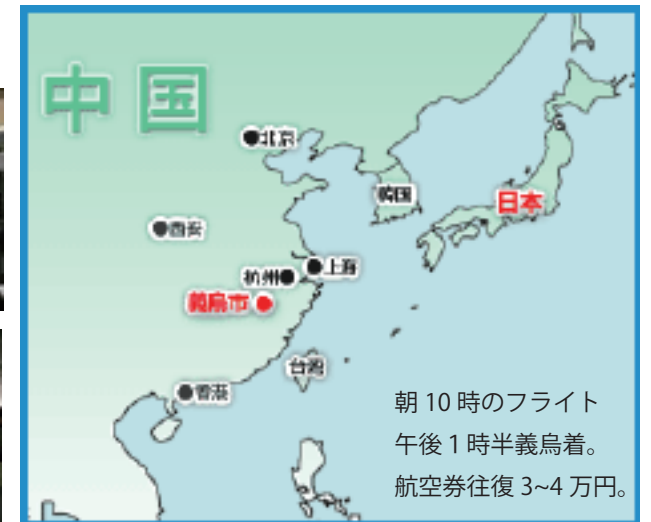 中国
北京
韓国
日本
西安
上海
杭州
義烏市
台湾
香港
朝10時のフライト
午後1時半義烏着。
航空券往復3~4万円。